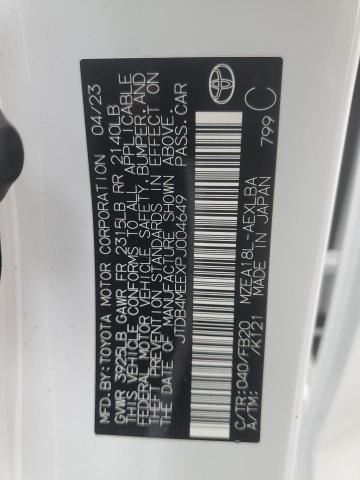 MFD. BY: TOYOTA MOTOR CORPORATION 04/23
GVWR 3925LB GAWR FR 2315LB RR 2140LB
THIS VEHICLE CONFORMS TO ALL APPLICABLE
FEDERAL MOTOR VEHICLE SAFETY, BUMPER, AND
THEFT PREVENTION STANDARDS IN EFFECT ON
THE DATE OF MANUFACTURE SHOWN ABOVE.
JTDB4MEEXPJ004649 PASS. CAR
C/TR: 040/FB20 MZEA18L-AEXLBA 799 C
A/TM: /K121 MADE IN JAPAN